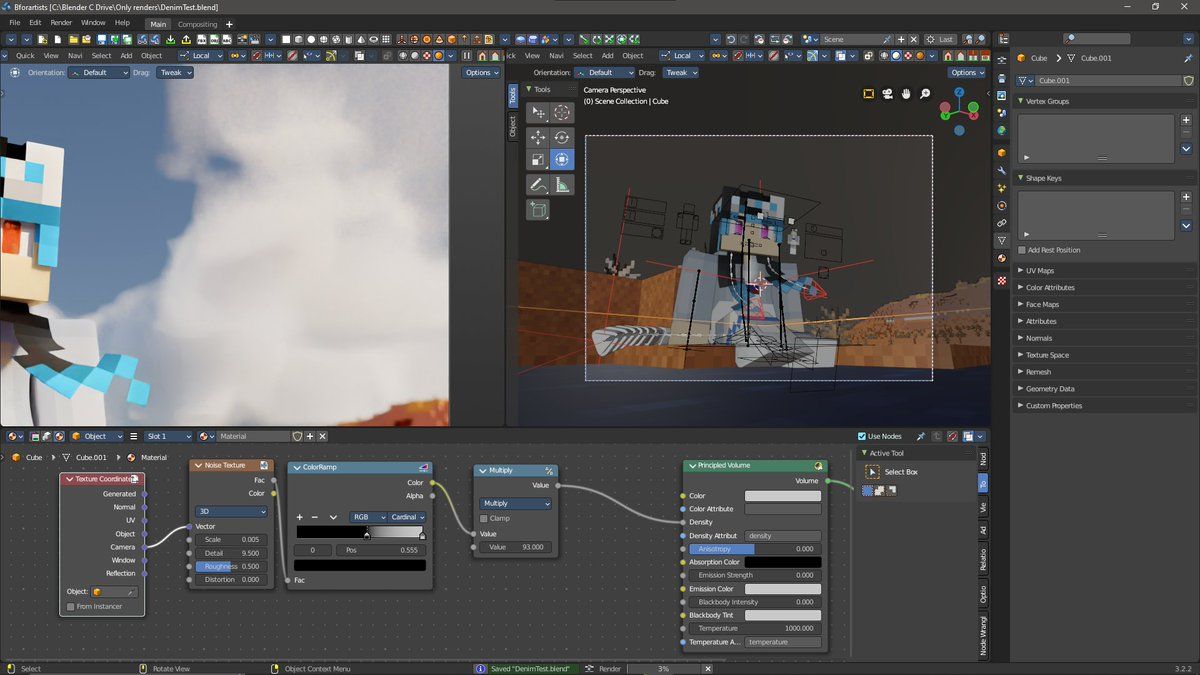 Bforartists [C:\Blender C Drive\Only renders\DenimTest.blend]
File Edit Render Window Help Main Compositing +
Scene Last
View Navi Select Add Object Local
Orientation: Default Drag: Tweak Options
View Navi Select Add Object Local
Orientation: Default Drag: Tweak Options
Tools
Tools
Object
Camera Perspective
(0) Scene Collection | Cube
Z
Y
Cube Cube.001
Cube.001
Vertex Groups
Shape Keys
Add Rest Position
UV Maps
Color Attributes
Face Maps
Attributes
Normals
Texture Space
Remesh
Geometry Data
Custom Properties
Object Slot 1 Material Use Nodes
Cube Cube.001 Material
Texture Coordinate
Generated
Normal
UV
Object
Camera
Window
Reflection
Object:
From Instancer
Noise Texture
Fac
Color
3D
Vector
Scale 0.005
Detail 9.500
Roughness 0.500
Distortion 0.000
ColorRamp
Color
Alpha
+ − RGB Cardinal
0 Pos 0.555
Fac
Multiply
Value
Multiply
Clamp
Value
Value 93.000
Principled Volume
Volume
Color
Color Attribute
Density
Density Attribut density
Anisotropy 0.000
Absorption Color
Emission Strength 0.000
Emission Color
Blackbody Intensity 0.000
Blackbody Tint
Temperature 1000.000
Temperature A... temperature
Active Tool
Select Box
Nod
To
Vie
Ad
Relatio
Optio
Node Wrangl
Select Rotate View Object Context Menu Saved "DenimTest.blend" Render 3% 3.2.2